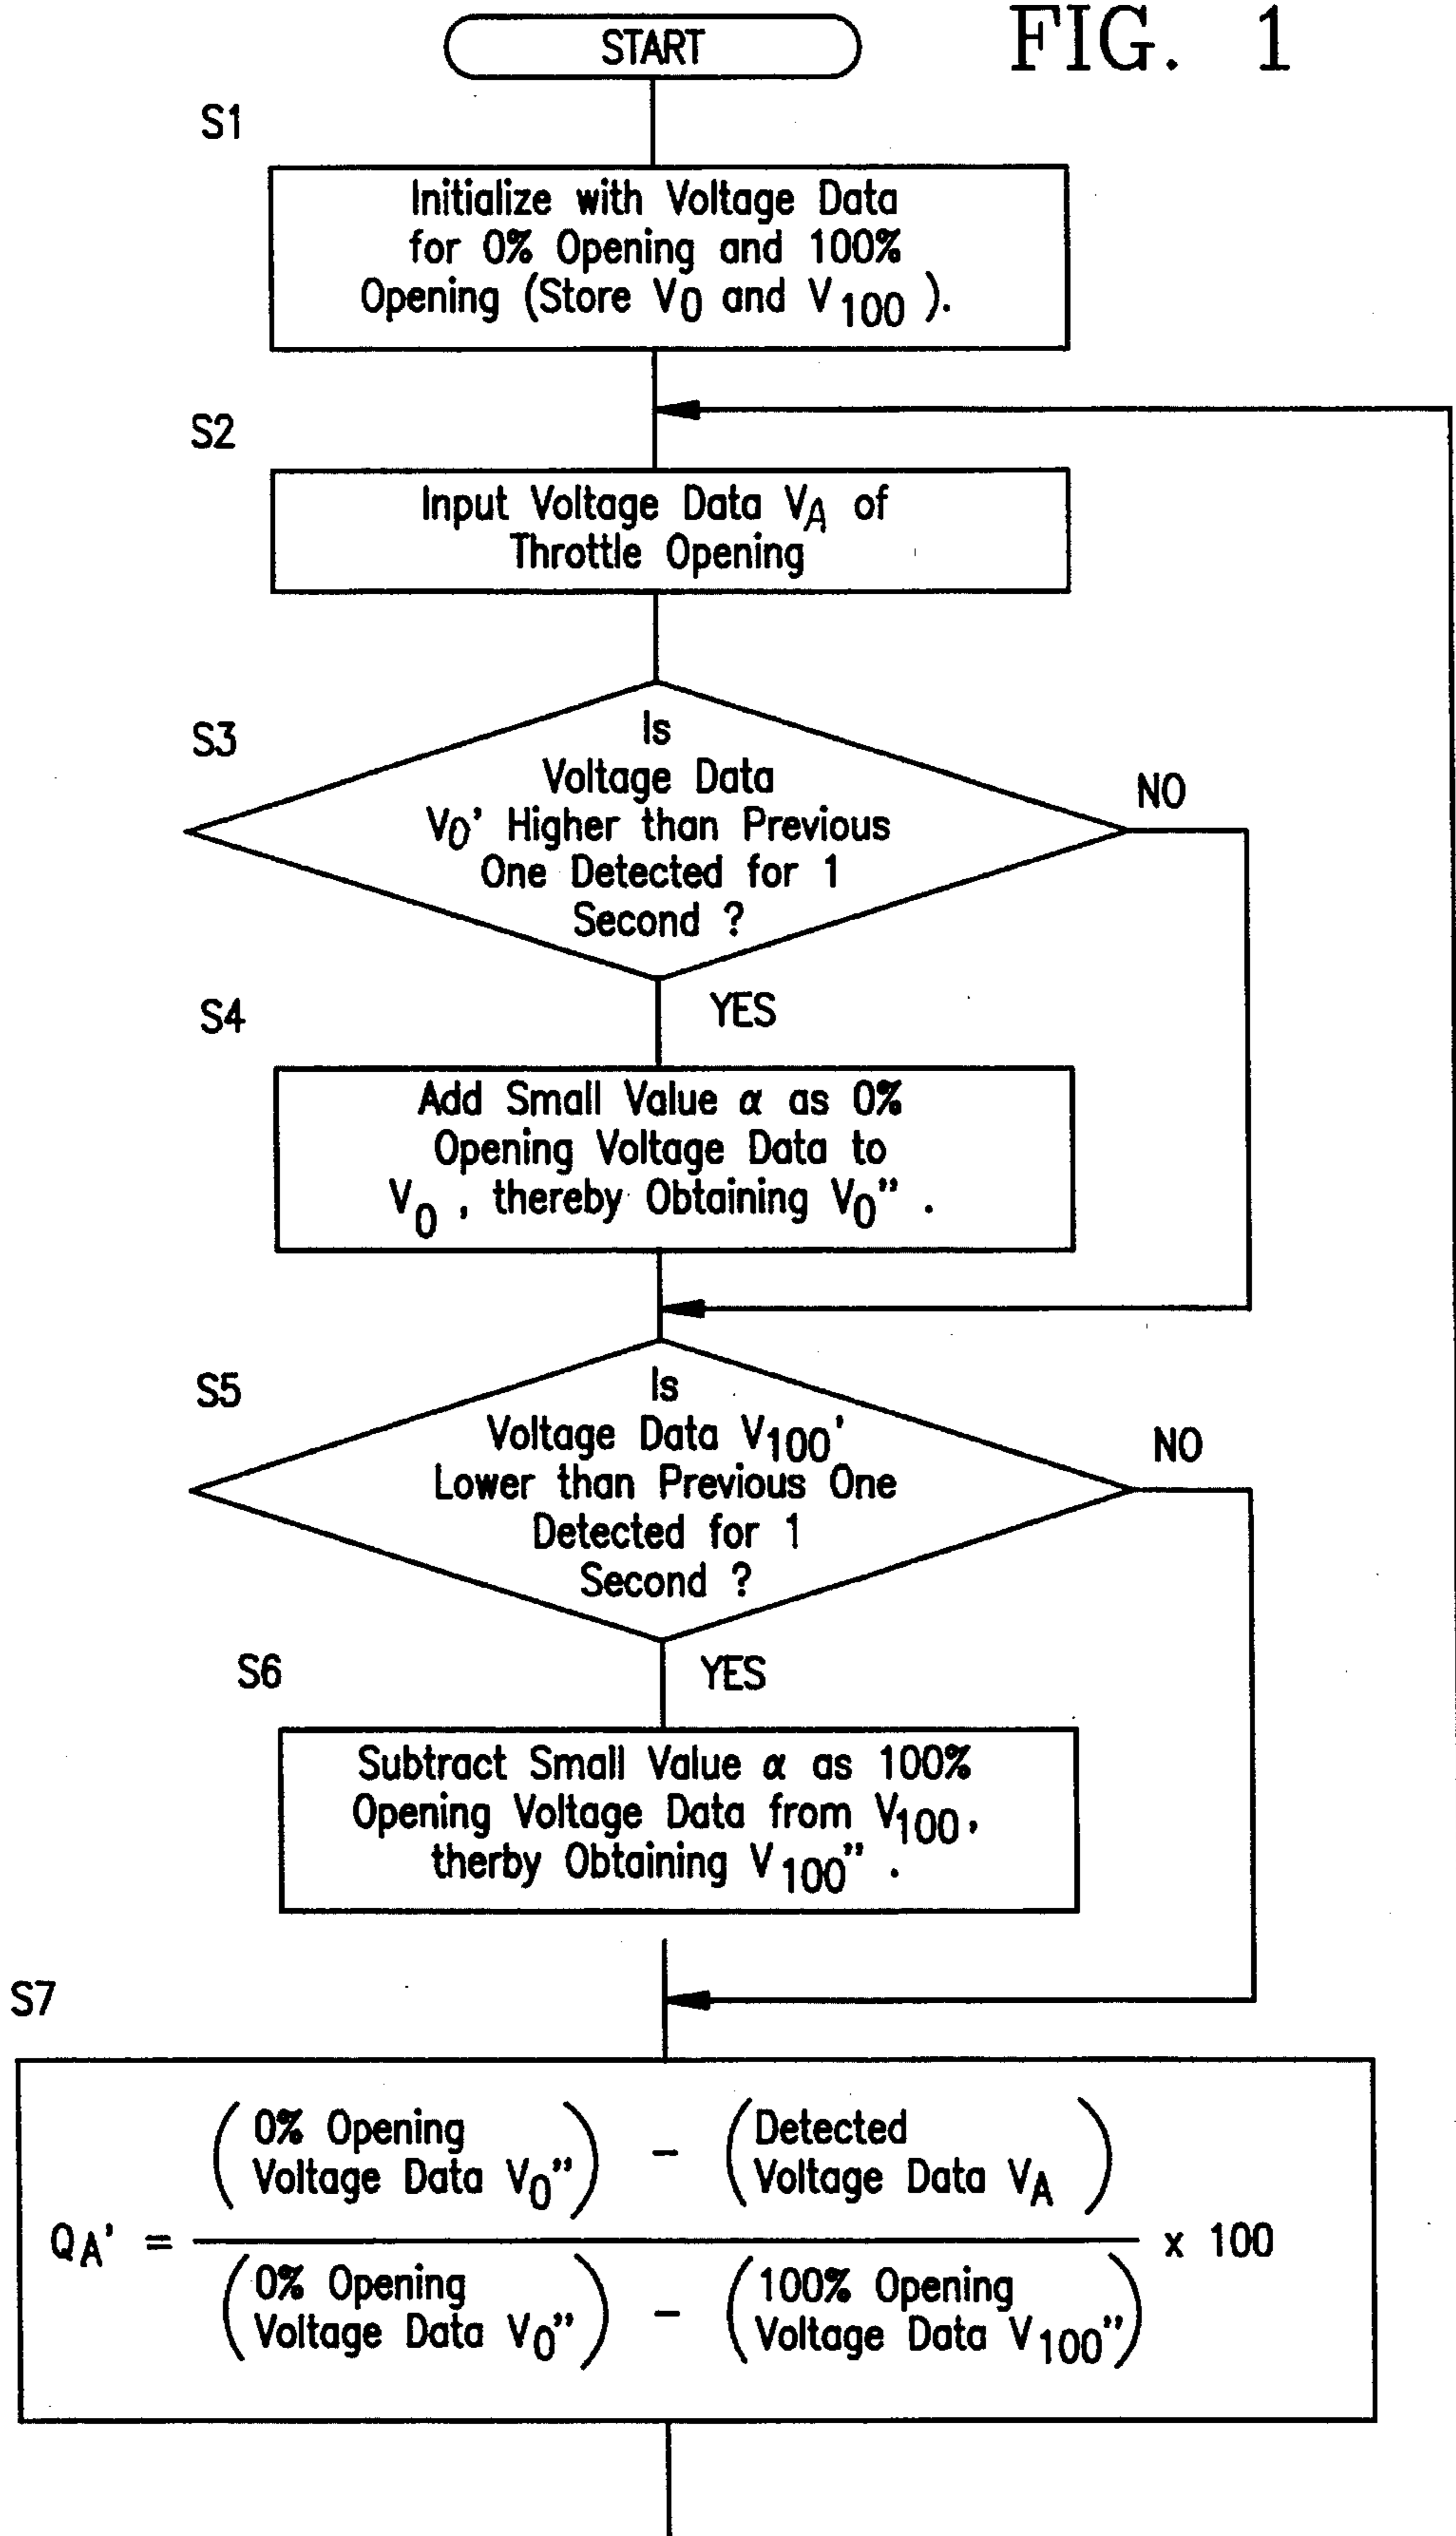 FIG. 1
START
S1
Initialize with Voltage Data
for 0% Opening and 100%
Opening (Store V0 and V100 ).
S2
Input Voltage Data VA of
Throttle Opening
S3
Is
Voltage Data
V0' Higher than Previous
One Detected for 1
Second ?
NO
YES
S4
Add Small Value α as 0%
Opening Voltage Data to
V0 , thereby Obtaining V0" .
S5
Is
Voltage Data V100'
Lower than Previous One
Detected for 1
Second ?
NO
YES
S6
Subtract Small Value α as 100%
Opening Voltage Data from V100,
therby Obtaining V100" .
S7
QA' =
(0% Opening
Voltage Data V0")
–
(Detected
Voltage Data VA )
(0% Opening
Voltage Data V0")
–
(100% Opening
Voltage Data V100")
x 100